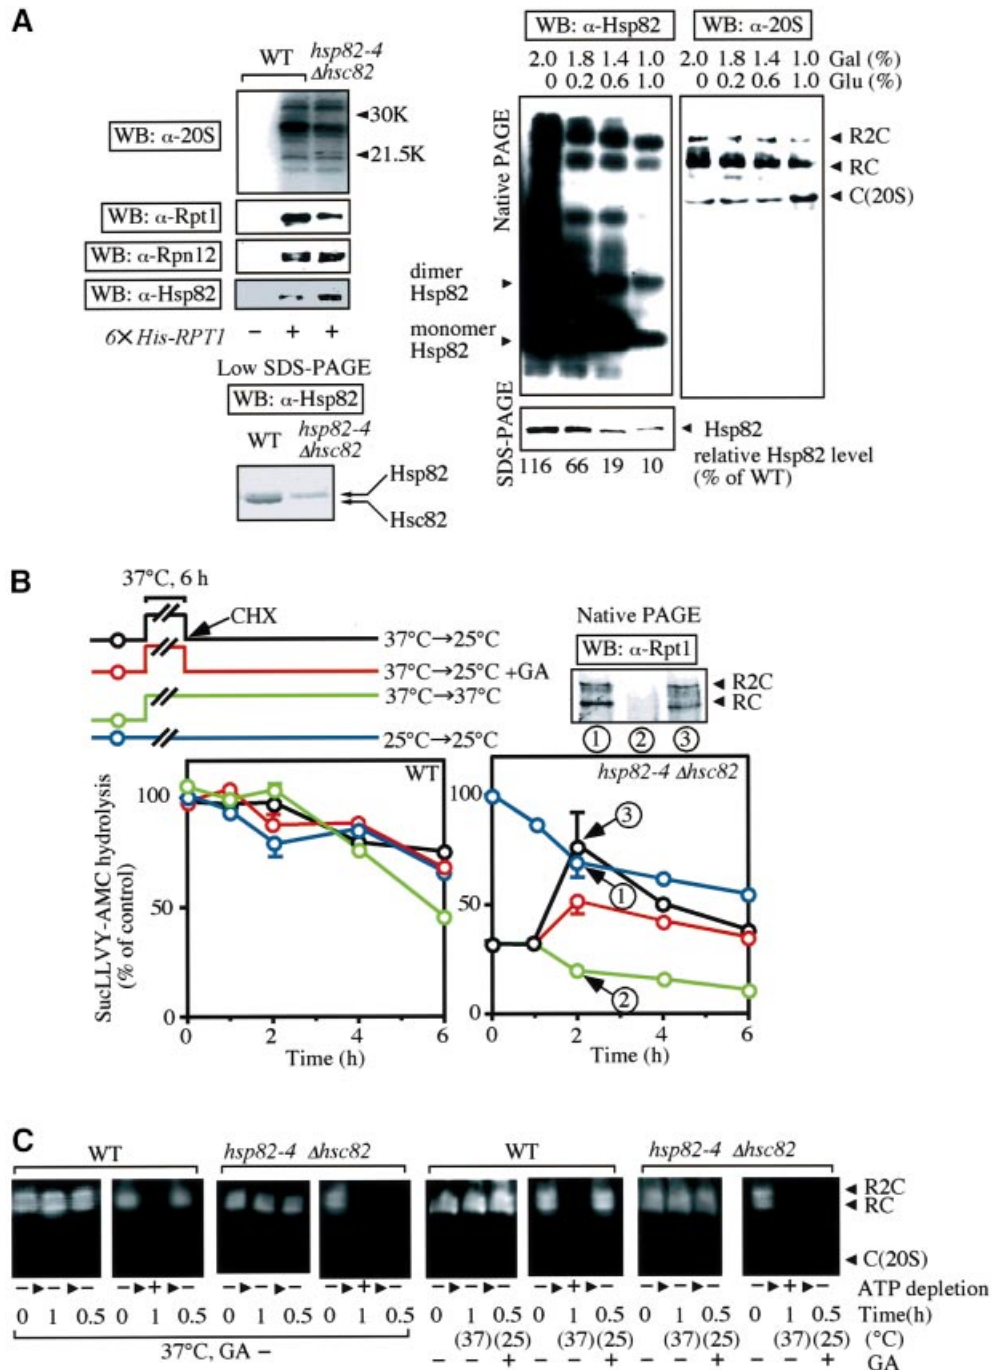 A
WT hsp82-4 Δhsc82
WB: α-20S
30K
21.5K
WB: α-Rpt1
WB: α-Rpn12
WB: α-Hsp82
6× His-RPT1 – + +
Low SDS-PAGE
WB: α-Hsp82
WT hsp82-4 Δhsc82
Hsp82
Hsc82
WB: α-Hsp82 WB: α-20S
2.0 1.8 1.4 1.0 2.0 1.8 1.4 1.0 Gal (%)
0 0.2 0.6 1.0 0 0.2 0.6 1.0 Glu (%)
Native PAGE
R2C
RC
C(20S)
dimer
Hsp82
monomer
Hsp82
SDS-PAGE
Hsp82
relative Hsp82 level
116 66 19 10 (% of WT)
B
37°C, 6 h
CHX
37°C→25°C
37°C→25°C +GA
37°C→37°C
25°C→25°C
Native PAGE
WB: α-Rpt1
R2C
RC
① ② ③
SucLLVY-AMC hydrolysis
(% of control)
WT
100
50
0
0 2 4 6
Time (h)
hsp82-4 Δhsc82
100
50
0
③
①
②
0 2 4 6
Time (h)
C
WT hsp82-4 Δhsc82 WT hsp82-4 Δhsc82
R2C
RC
C(20S)
–►–►– –►+►– –►–►– –►+►– –►–►– –►+►– –►–►– –►+►– ATP depletion
0 1 0.5 0 1 0.5 0 1 0.5 0 1 0.5 0 1 0.5 0 1 0.5 0 1 0.5 0 1 0.5 Time(h)
(37)(25) (37)(25) (37)(25) (37)(25) (°C)
37°C, GA –
– – + – – + – – + – – + GA